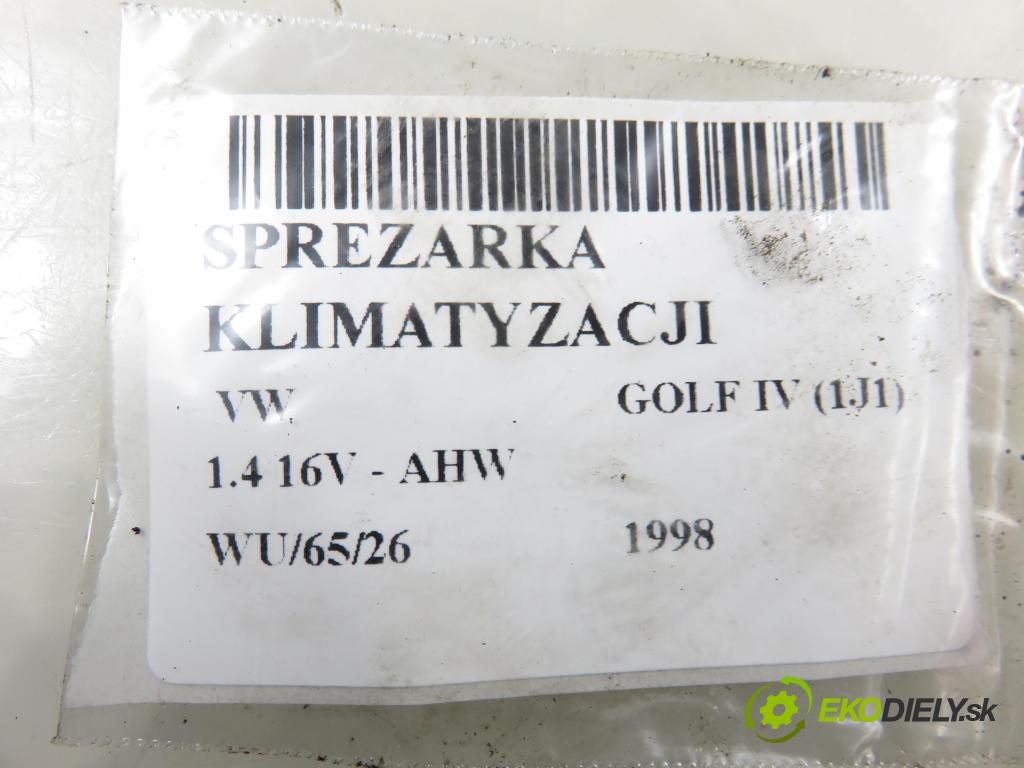 SPREZARKA
KLIMATYZACJI
VW GOLF IV (1J1)
1.4 16V - AHW
WU/65/26 1998
EKODIELY.sk